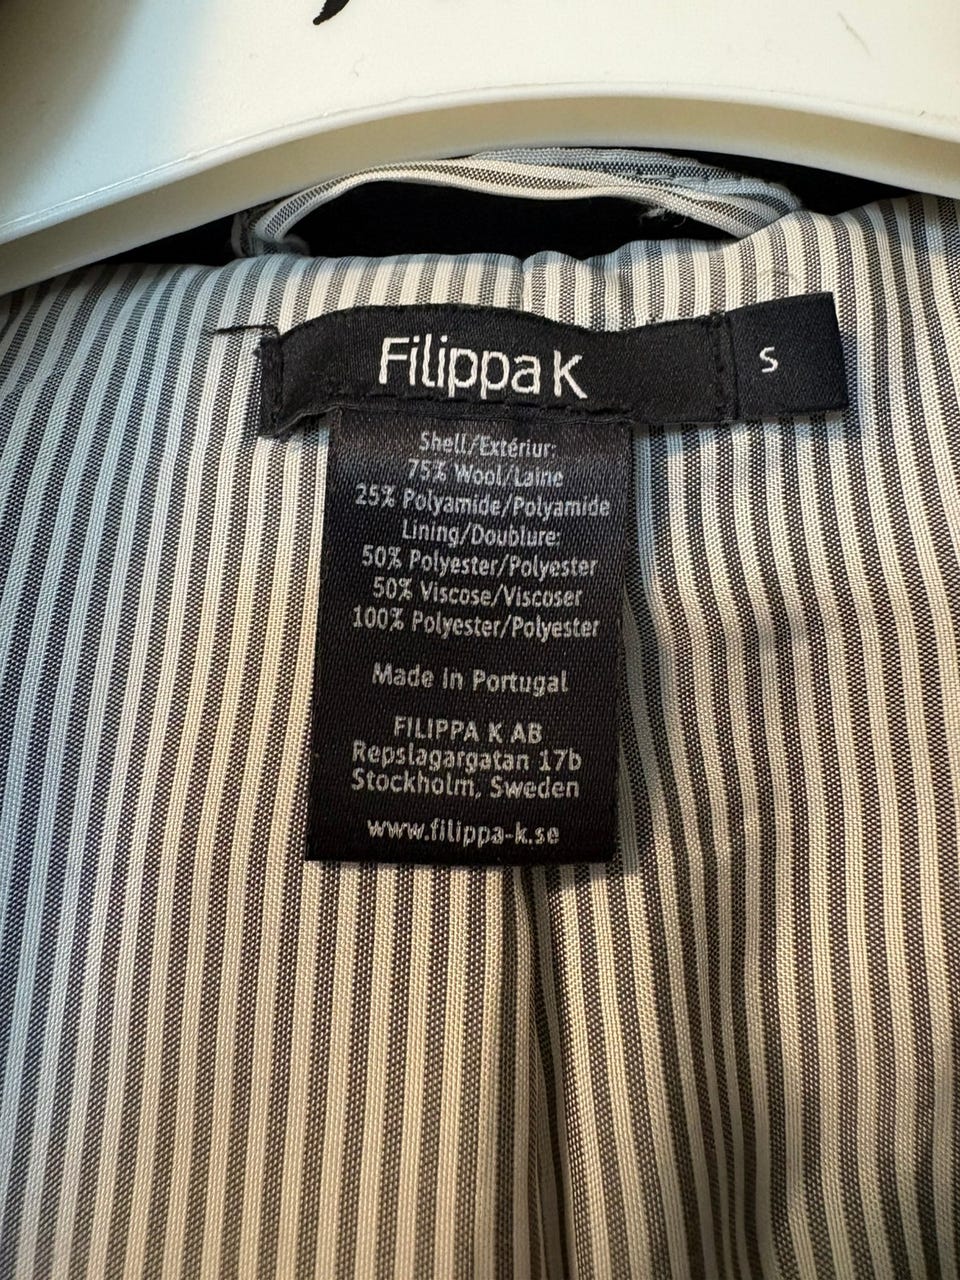 Filippa K
S
Shell/Extériur:
75% Wool/Laine
25% Polyamide/Polyamide
Lining/Doublure:
50% Polyester/Polyester
50% Viscose/Viscoser
100% Polyester/Polyester
Made in Portugal
FILIPPA K AB
Repslagargatan 17b
Stockholm, Sweden
www.filippa-k.se